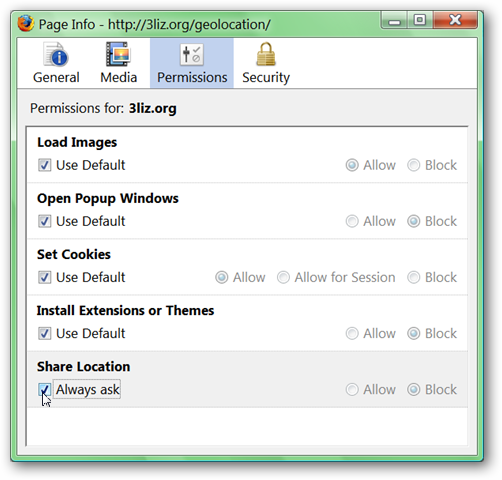 Page Info - http://3liz.org/geolocation/
General Media Permissions Security
Permissions for: 3liz.org
Load Images
Use Default Allow Block
Open Popup Windows
Use Default Allow Block
Set Cookies
Use Default Allow Allow for Session Block
Install Extensions or Themes
Use Default Allow Block
Share Location
Always ask Allow Block